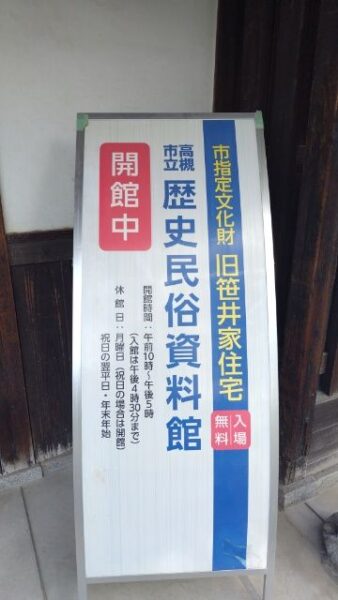 市指定文化財 旧笹井家住宅
入場
無料
高槻
市立
歴史民俗資料館
開館中
開館時間:午前10時~午後5時
(入館は午後4時30分まで)
休館日:月曜日(祝日の場合は開館)
祝日の翌平日・年末年始